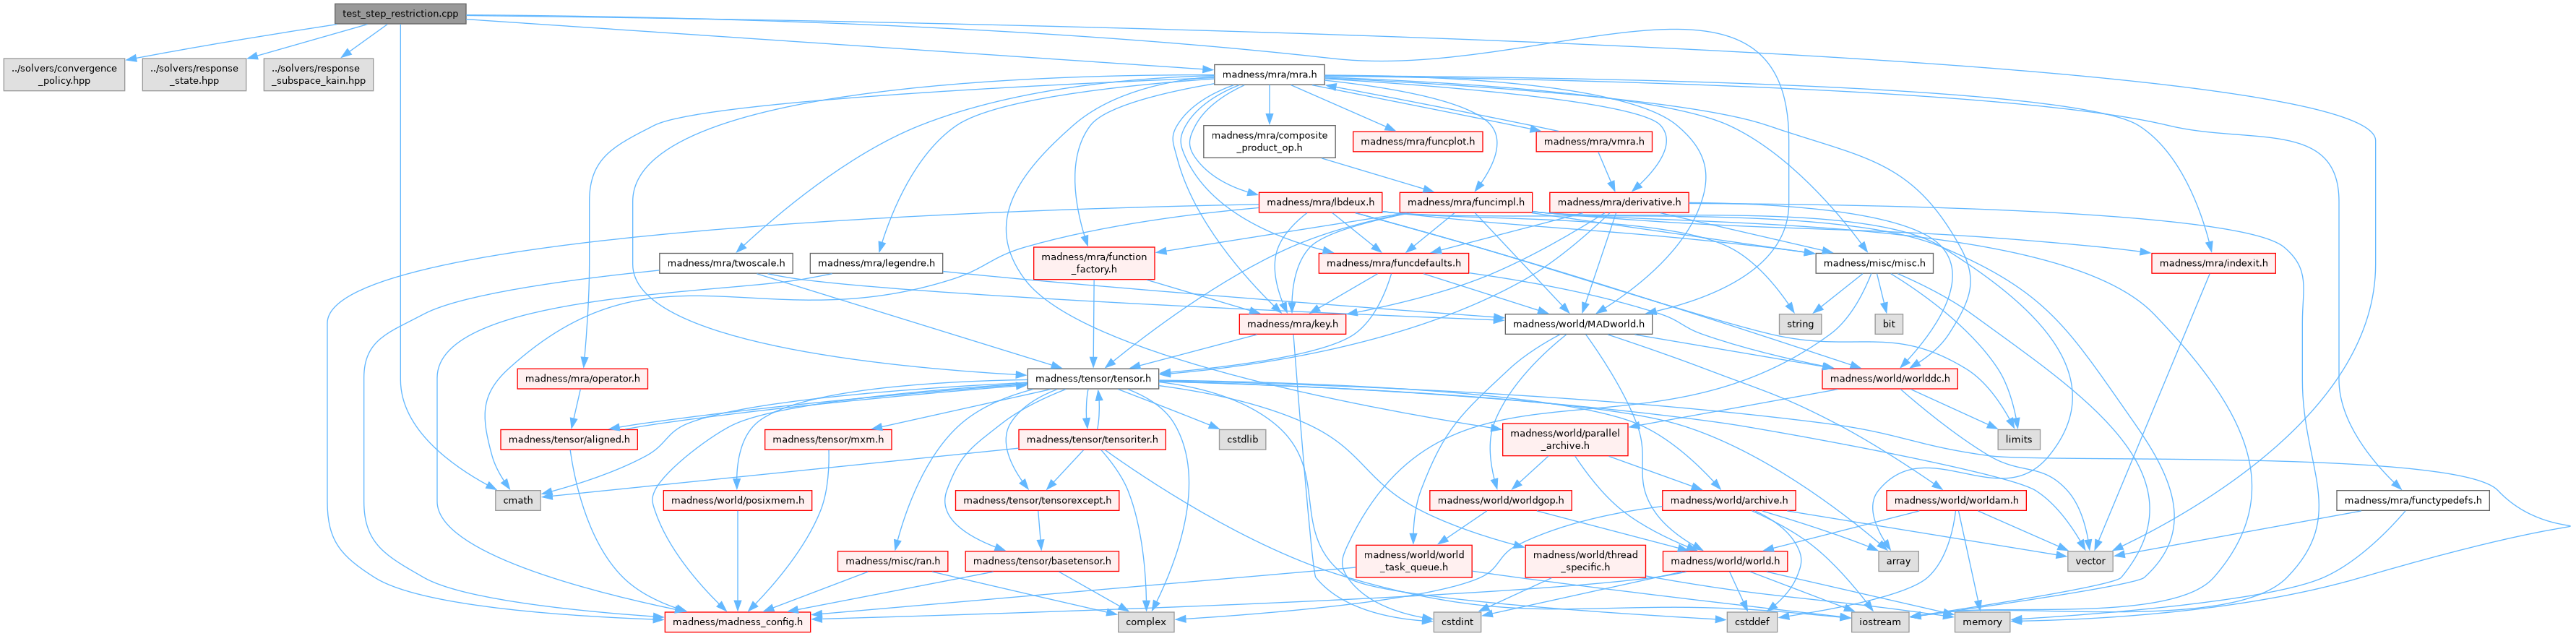 test_step_restriction.cpp
../solvers/convergence
_policy.hpp
../solvers/response
_state.hpp
../solvers/response
_subspace_kain.hpp
madness/mra/mra.h
madness/mra/composite
_product_op.h
madness/mra/funcplot.h
madness/mra/vmra.h
madness/mra/lbdeux.h
madness/mra/funcimpl.h
madness/mra/derivative.h
madness/mra/twoscale.h
madness/mra/legendre.h
madness/mra/function
_factory.h
madness/mra/funcdefaults.h
madness/misc/misc.h
madness/mra/indexit.h
madness/mra/key.h
madness/world/MADworld.h
string
bit
madness/mra/operator.h
madness/tensor/tensor.h
madness/world/worlddc.h
madness/tensor/aligned.h
madness/tensor/mxm.h
madness/tensor/tensoriter.h
cstdlib
madness/world/parallel
_archive.h
limits
cmath
madness/world/posixmem.h
madness/tensor/tensorexcept.h
madness/world/worldgop.h
madness/world/archive.h
madness/world/worldam.h
madness/mra/functypedefs.h
madness/misc/ran.h
madness/tensor/basetensor.h
madness/world/world
_task_queue.h
madness/world/thread
_specific.h
madness/world/world.h
array
vector
madness/madness_config.h
complex
cstdint
cstddef
iostream
memory